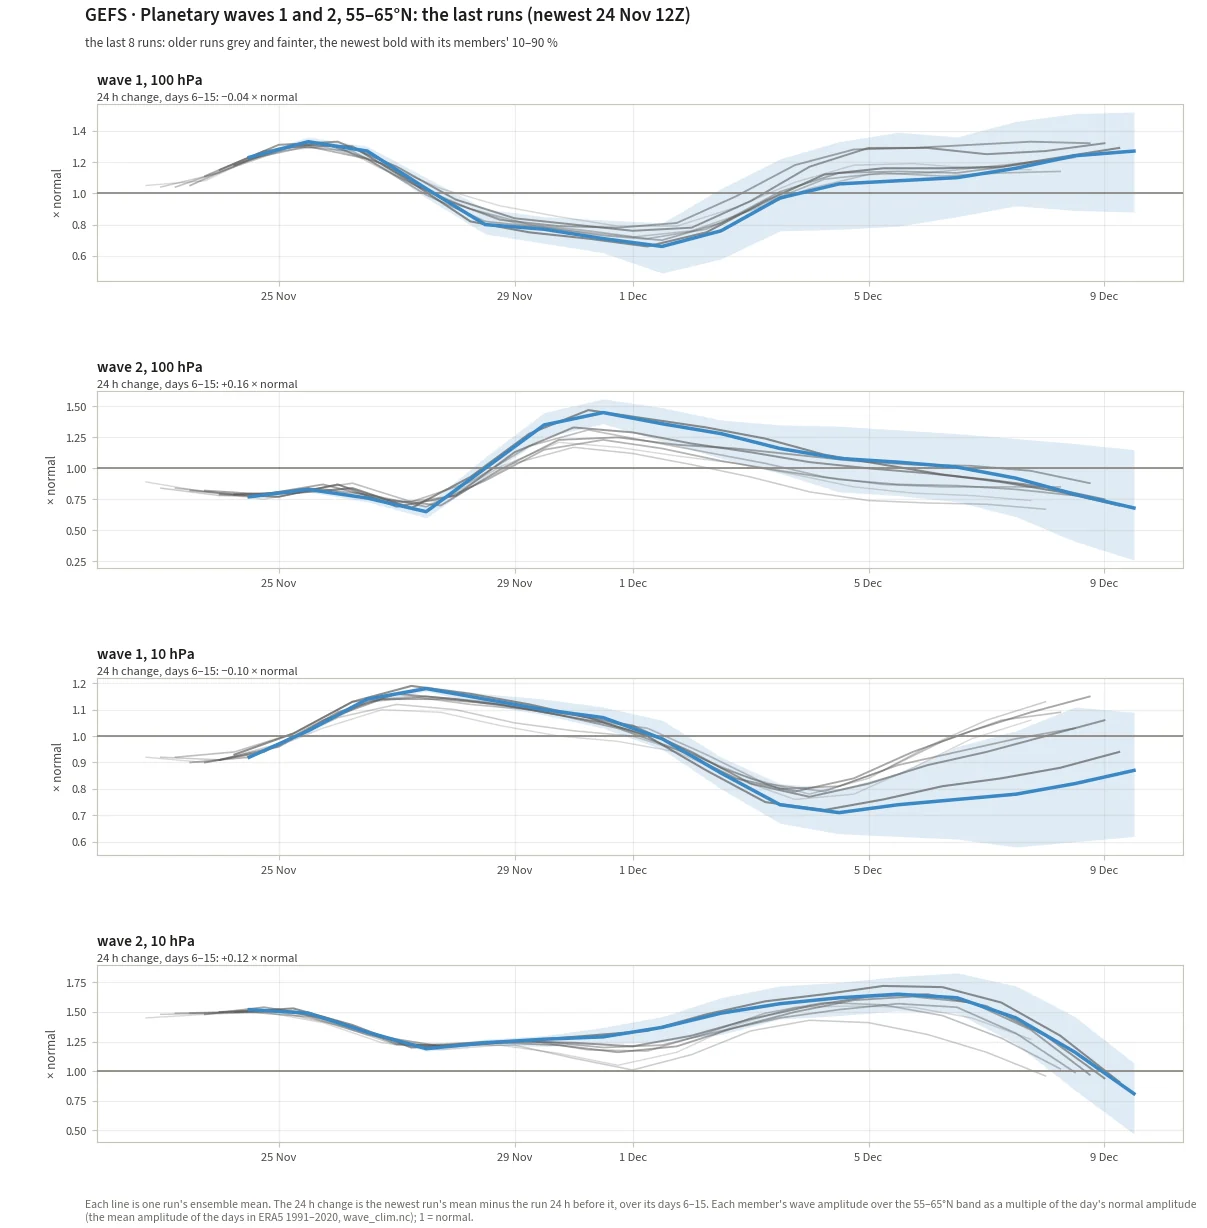 GEFS · Planetary waves 1 and 2, 55–65°N: the last runs (newest 24 Nov 12Z)
the last 8 runs: older runs grey and fainter, the newest bold with its members' 10–90 %
wave 1, 100 hPa
24 h change, days 6–15: −0.04 × normal
1.4
1.2
1.0
0.8
0.6
× normal
25 Nov 29 Nov 1 Dec 5 Dec 9 Dec
wave 2, 100 hPa
24 h change, days 6–15: +0.16 × normal
1.50
1.25
1.00
0.75
0.50
0.25
× normal
25 Nov 29 Nov 1 Dec 5 Dec 9 Dec
wave 1, 10 hPa
24 h change, days 6–15: −0.10 × normal
1.2
1.1
1.0
0.9
0.8
0.7
0.6
× normal
25 Nov 29 Nov 1 Dec 5 Dec 9 Dec
wave 2, 10 hPa
24 h change, days 6–15: +0.12 × normal
1.75
1.50
1.25
1.00
0.75
0.50
× normal
25 Nov 29 Nov 1 Dec 5 Dec 9 Dec
Each line is one run's ensemble mean. The 24 h change is the newest run's mean minus the run 24 h before it, over its days 6–15. Each member's wave amplitude over the 55–65°N band as a multiple of the day's normal amplitude
(the mean amplitude of the days in ERA5 1991–2020, wave_clim.nc); 1 = normal.